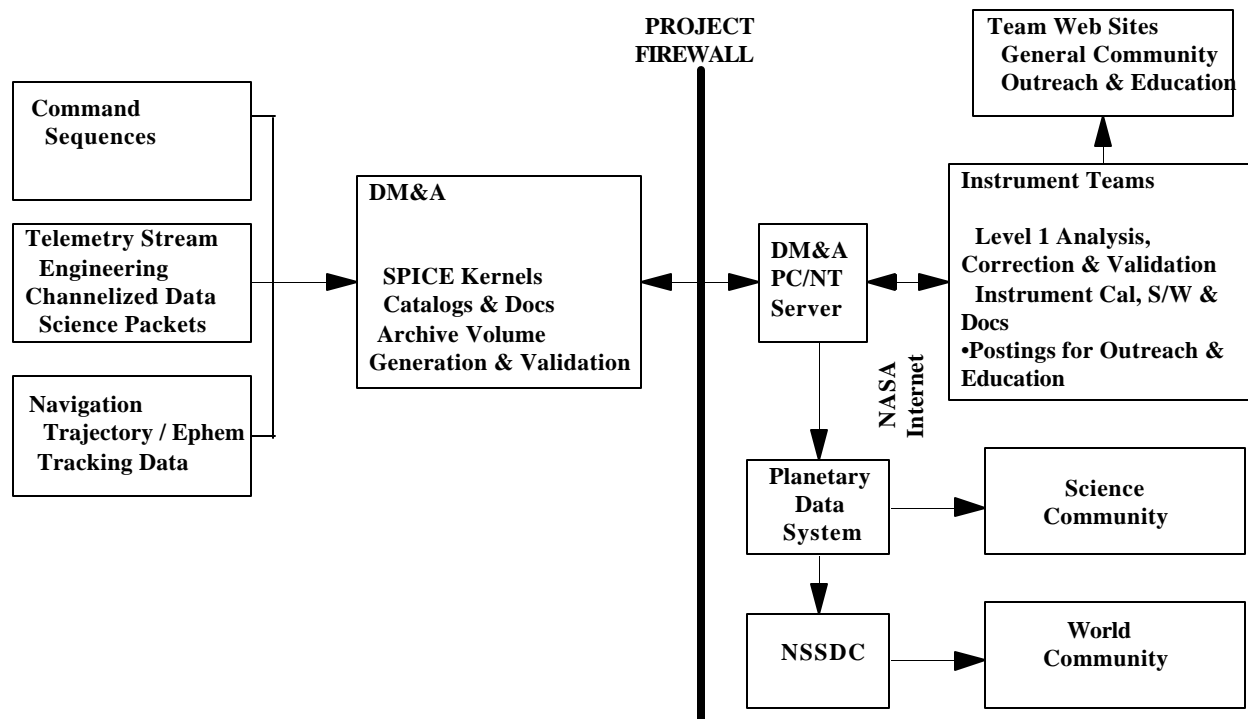 PROJECT
FIREWALL
Team Web Sites
General Community
Outreach & Education
Command
Sequences
Telemetry Stream
Engineering
Channelized Data
Science Packets
Navigation
Trajectory / Ephem
Tracking Data
DM&A
SPICE Kernels
Catalogs & Docs
Archive Volume
Generation & Validation
DM&A
PC/NT
Server
Instrument Teams
Level 1 Analysis,
Correction & Validation
Instrument Cal, S/W &
Docs
•Postings for Outreach &
Education
NASA
Internet
Planetary
Data
System
Science
Community
NSSDC
World
Community